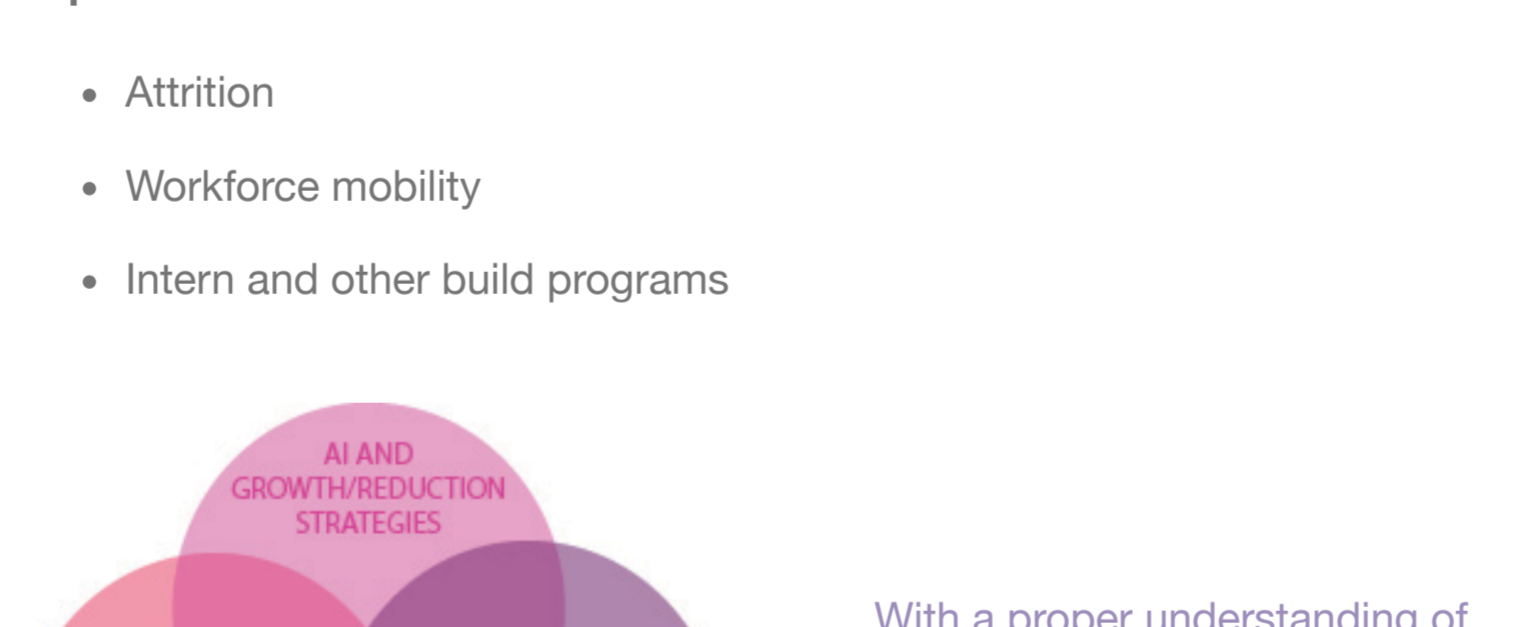 Attrition
Workforce mobility
Intern and other build programs
AI AND
GROWTH/REDUCTION
STRATEGIES
With a proper understanding of